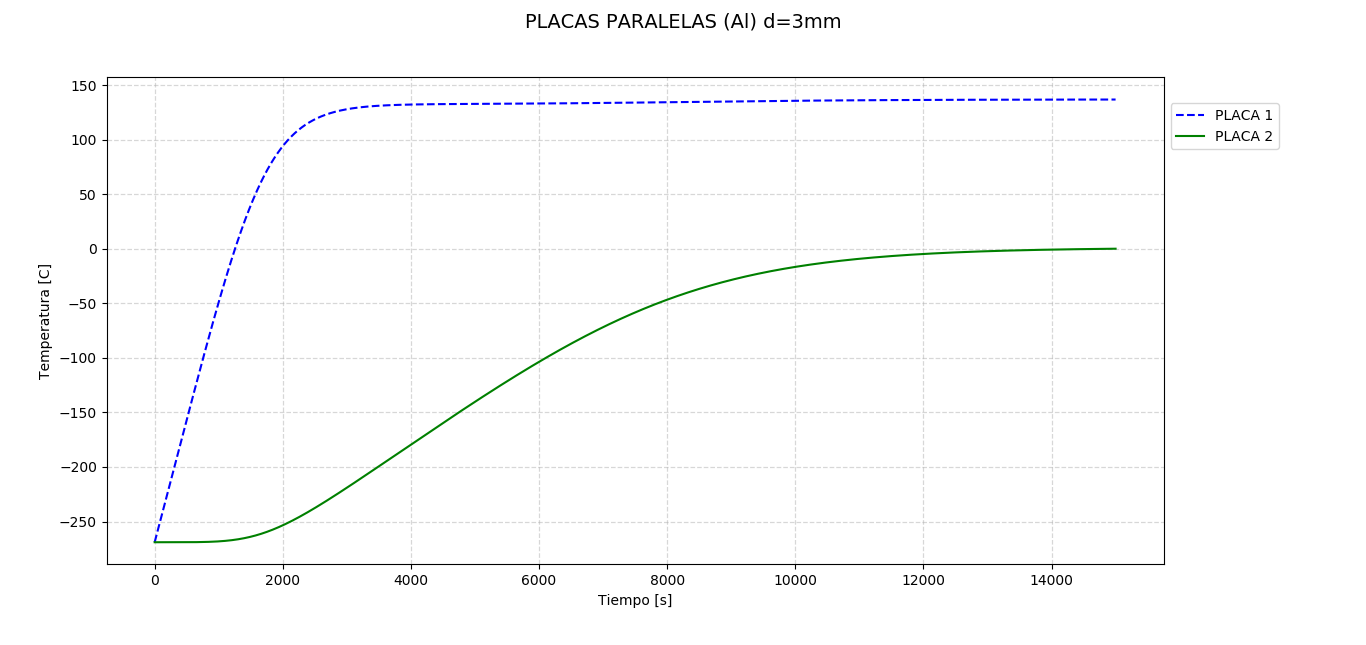 PLACAS PARALELAS (Al) d=3mm
150
100
50
0
−50
−100
−150
−200
−250
Temperatura [C]
0 2000 4000 6000 8000 10000 12000 14000
Tiempo [s]
PLACA 1
PLACA 2